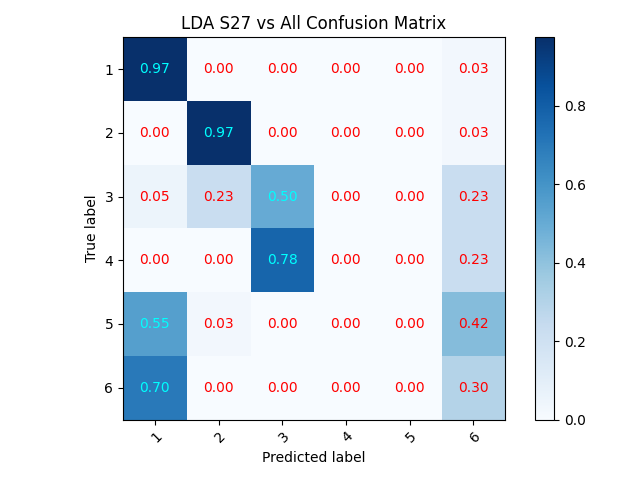 LDA S27 vs All Confusion Matrix
1 0.97 0.00 0.00 0.00 0.00 0.03
2 0.00 0.97 0.00 0.00 0.00 0.03
3 0.05 0.23 0.50 0.00 0.00 0.23
4 0.00 0.00 0.78 0.00 0.00 0.23
5 0.55 0.03 0.00 0.00 0.00 0.42
6 0.70 0.00 0.00 0.00 0.00 0.30
1 2 3 4 5 6
True label
Predicted label
0.8
0.6
0.4
0.2
0.0